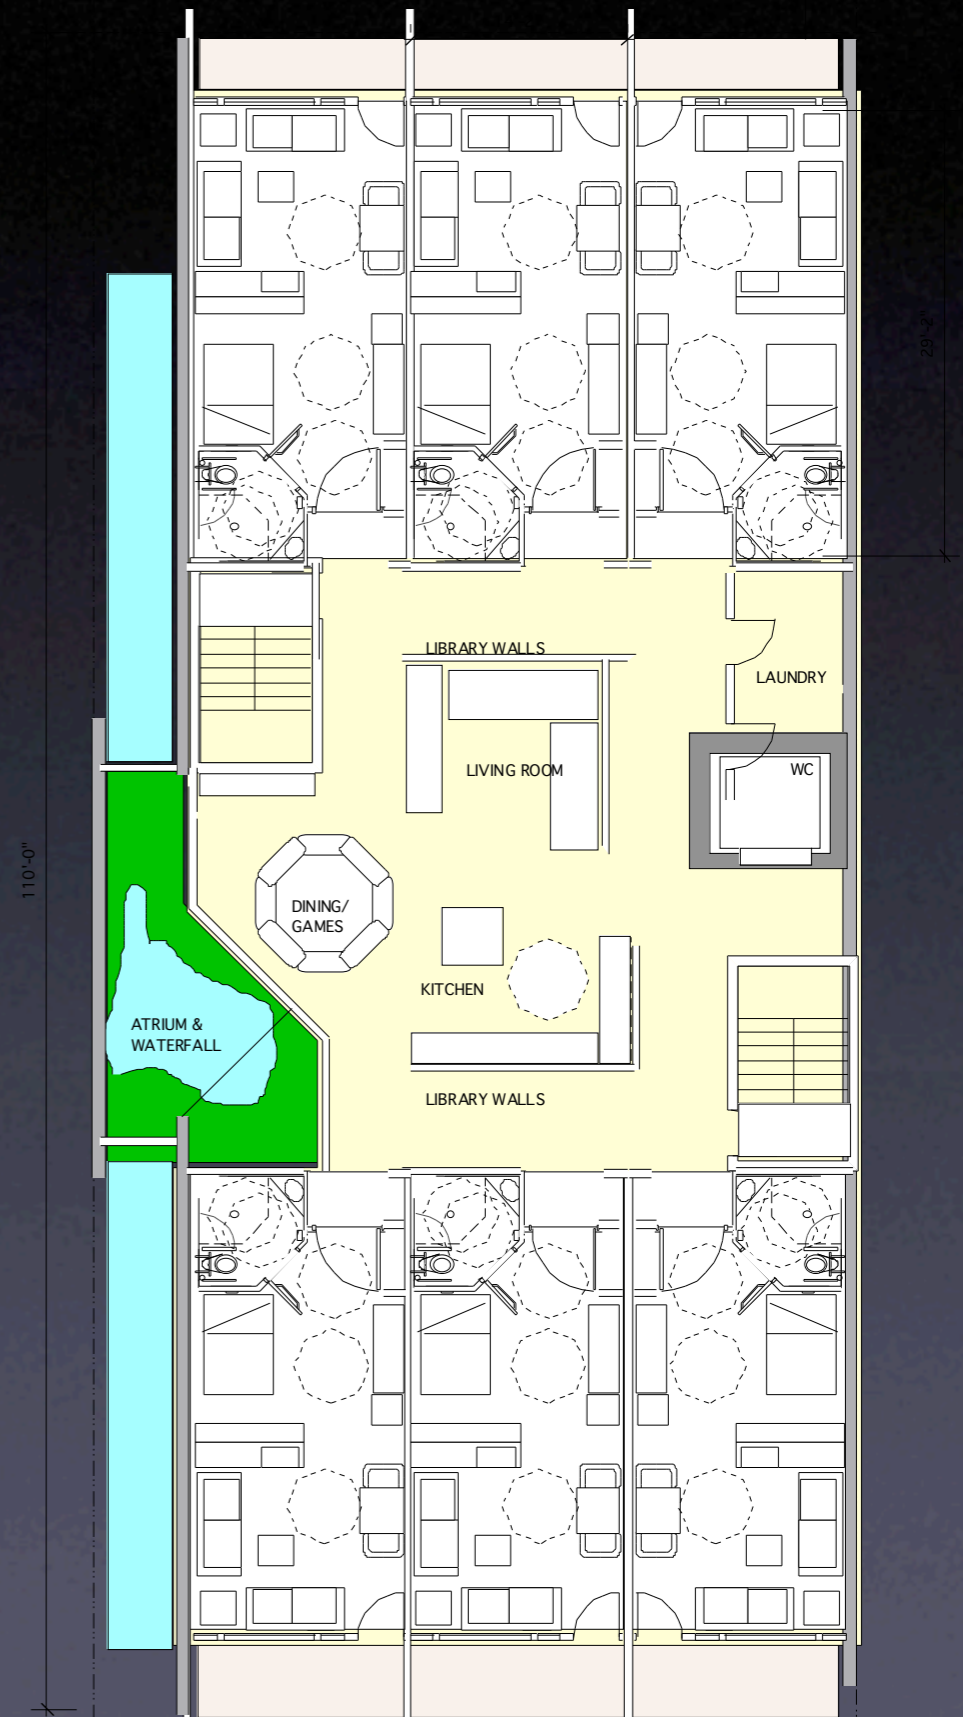 29'-2"
LIBRARY WALLS
LAUNDRY
LIVING ROOM
WC
110'-0"
DINING/
GAMES
KITCHEN
ATRIUM &
WATERFALL
LIBRARY WALLS